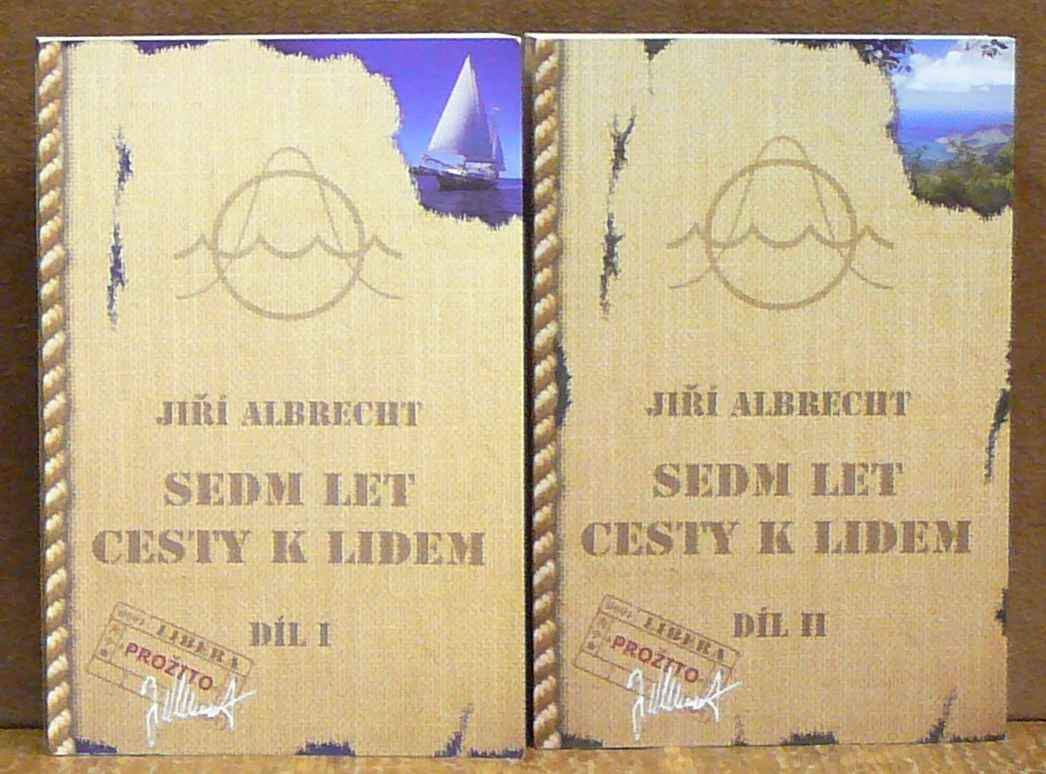 JIŘÍ ALBRECHT
SEDM LET
CESTY K LIDEM
DÍL I
LIBERA
PROŽITO
JIŘÍ ALBRECHT
SEDM LET
CESTY K LIDEM
DÍL II
LIBERA
PROŽITO